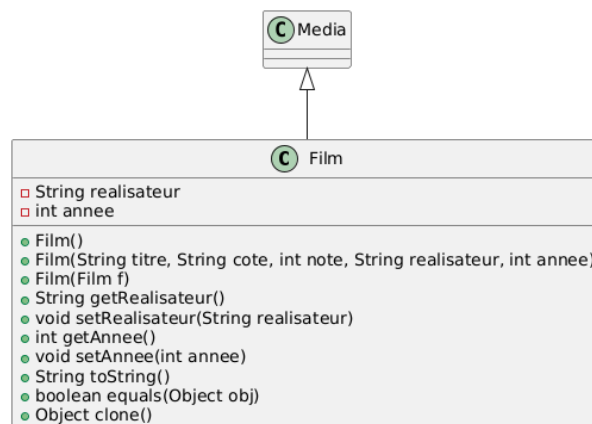 C Media
C Film
String realisateur
int annee
Film()
Film(String titre, String cote, int note, String realisateur, int annee)
Film(Film f)
String getRealisateur()
void setRealisateur(String realisateur)
int getAnnee()
void setAnnee(int annee)
String toString()
boolean equals(Object obj)
Object clone()